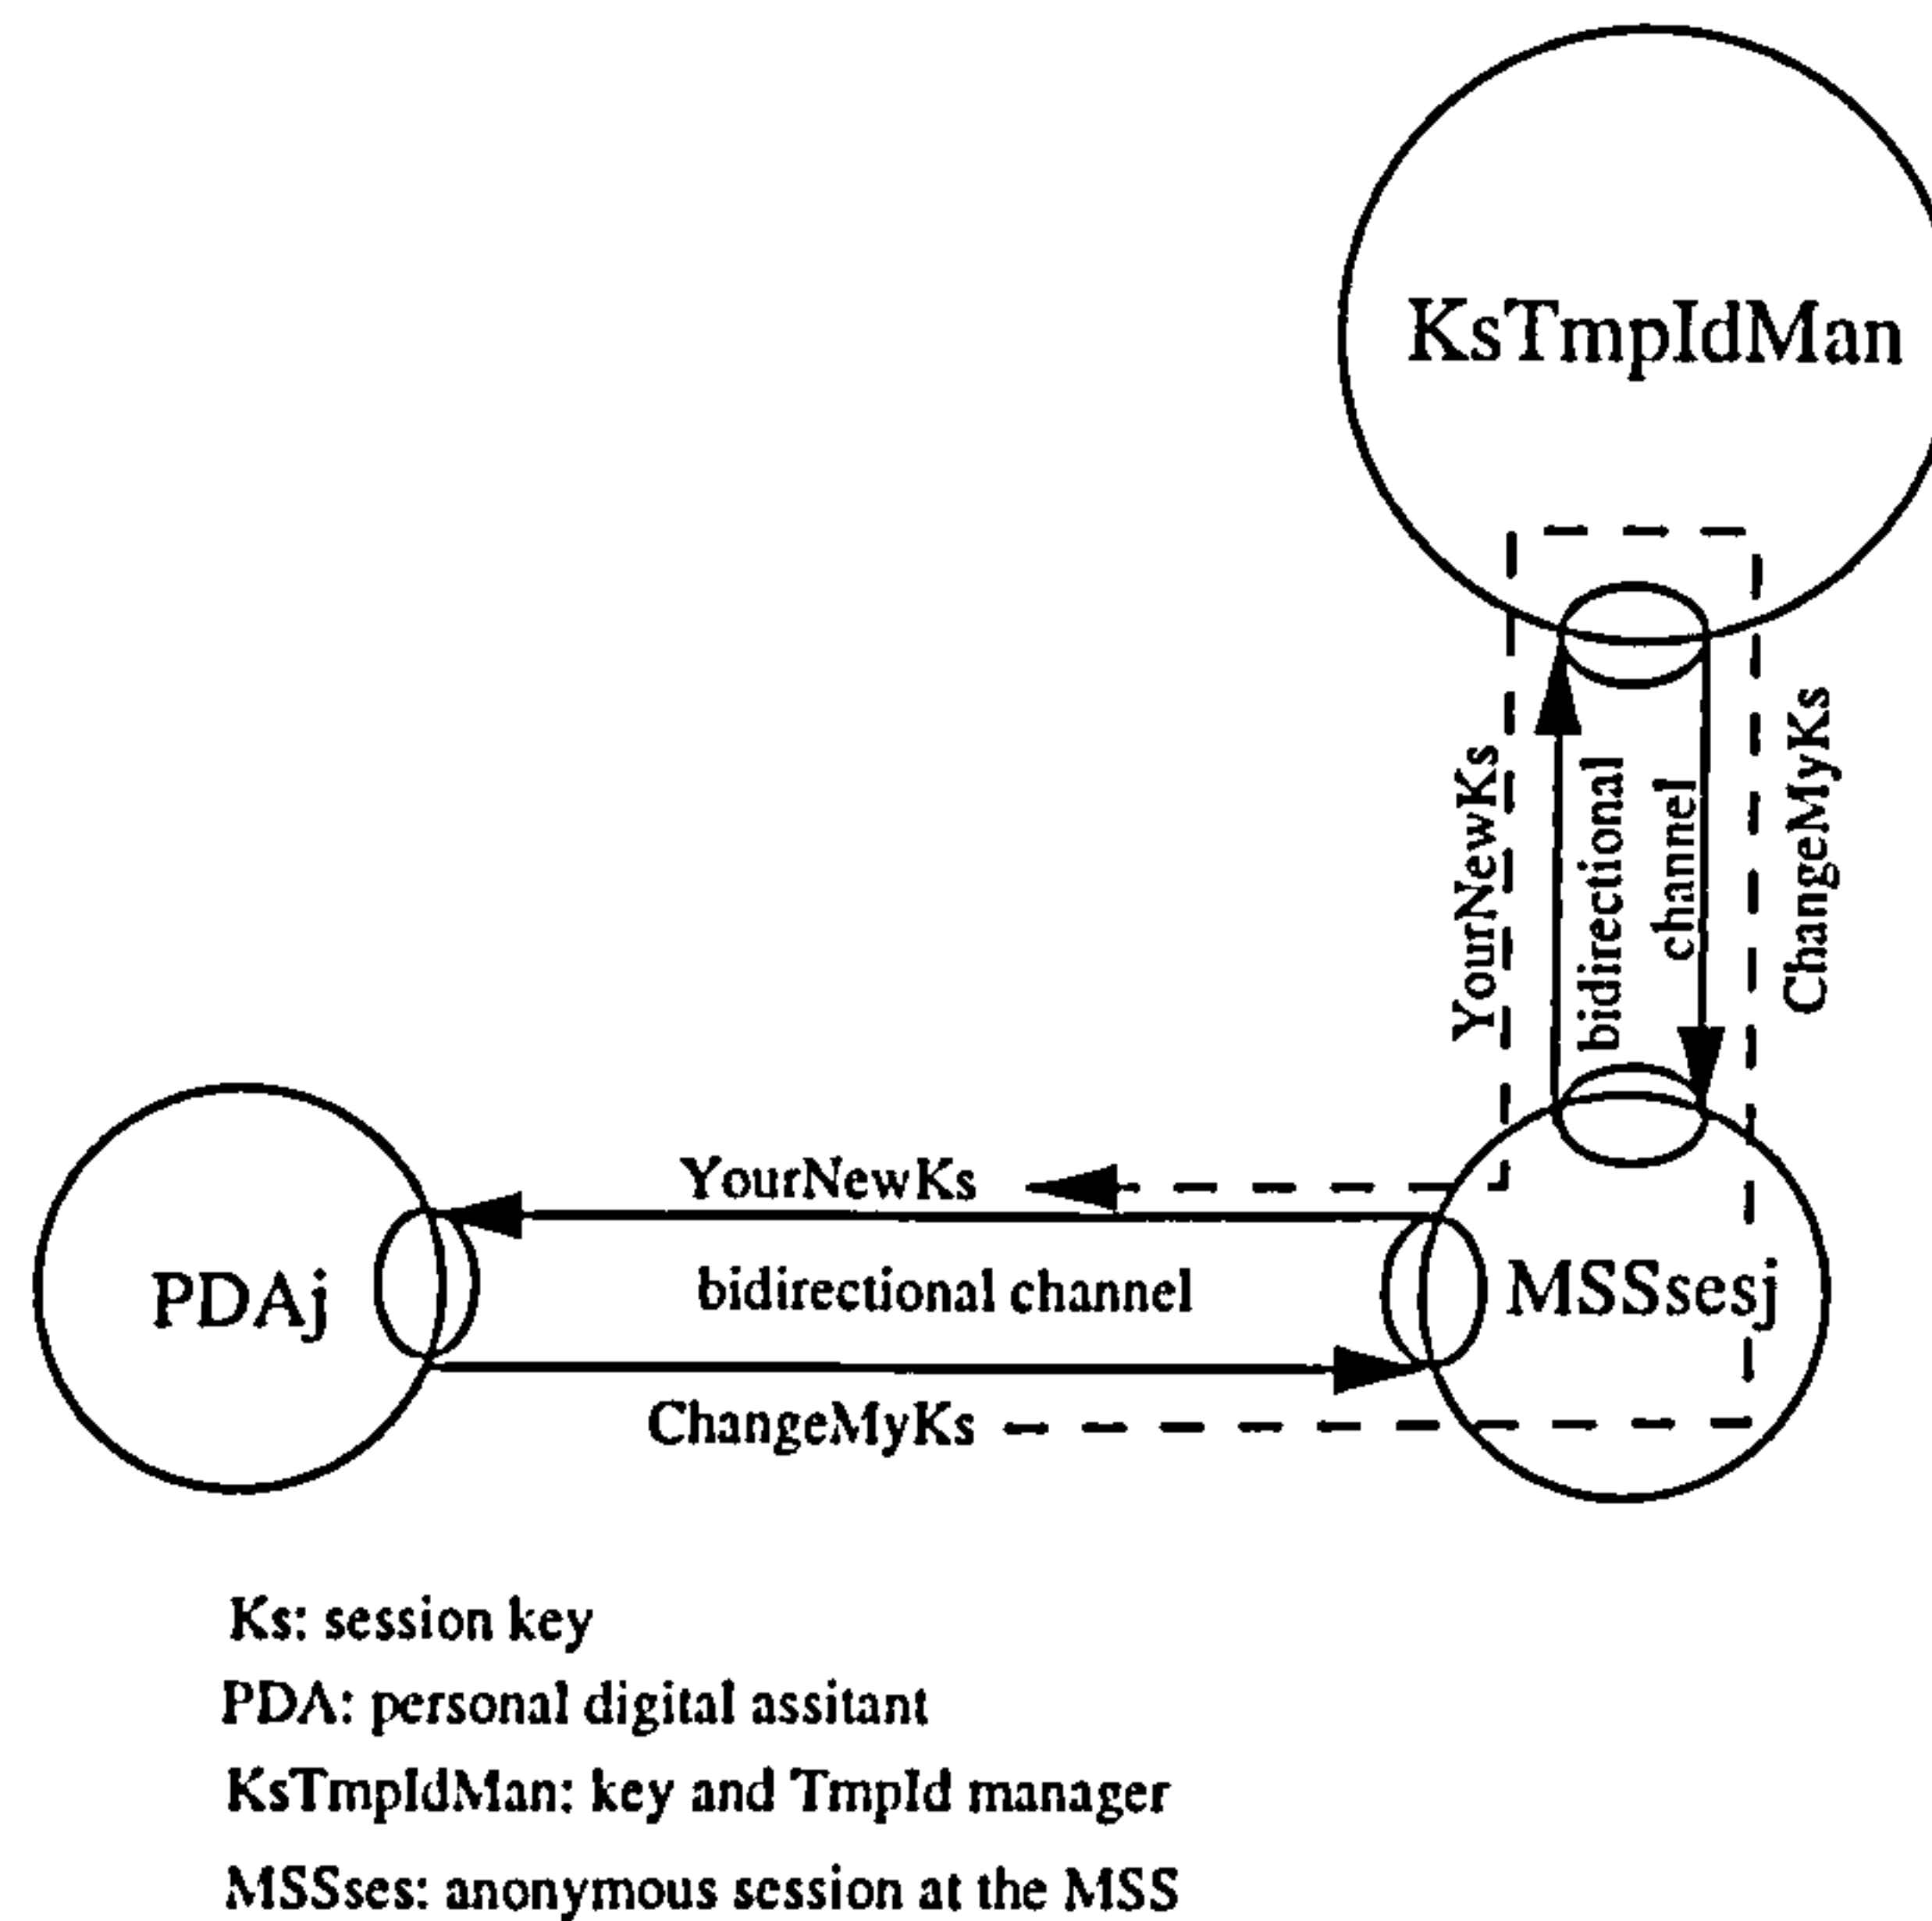 KsTmpIdMan
YourNewKs
bidirectional
channel
ChangeMyKs
YourNewKs
PDAj
bidirectional channel
MSSsesj
ChangeMyKs
Ks: session key
PDA: personal digital assitant
KsTmpIdMan: key and TmpId manager
MSSses: anonymous session at the MSS